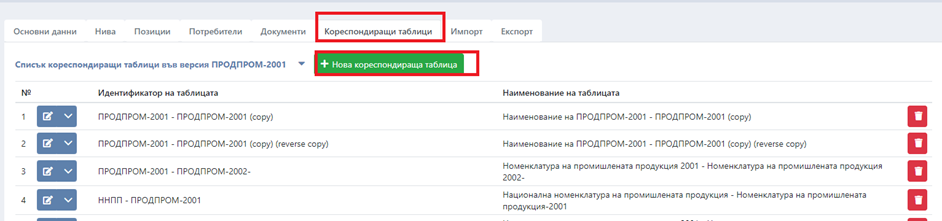 Основни данни Нива Позиции Потребители Документи Кореспондиращи таблици Импорт Експорт
Списък кореспондиращи таблици във версия ПРОДПРОМ-2001 + Нова кореспондираща таблица
№ Идентификатор на таблицата Наименование на таблицата
1 ПРОДПРОМ-2001 - ПРОДПРОМ-2001 (copy) Наименование на ПРОДПРОМ-2001 - ПРОДПРОМ-2001 (copy)
2 ПРОДПРОМ-2001 - ПРОДПРОМ-2001 (copy) (reverse copy) Наименование на ПРОДПРОМ-2001 - ПРОДПРОМ-2001 (copy) (reverse copy)
3 ПРОДПРОМ-2001 - ПРОДПРОМ-2002- Номенклатура на промишлената продукция 2001 - Номенклатура на промишлената продукция
2002-
4 ННПП - ПРОДПРОМ-2001 Национална номенклатура на промишлената продукция - Номенклатура на промишлената
продукция-2001